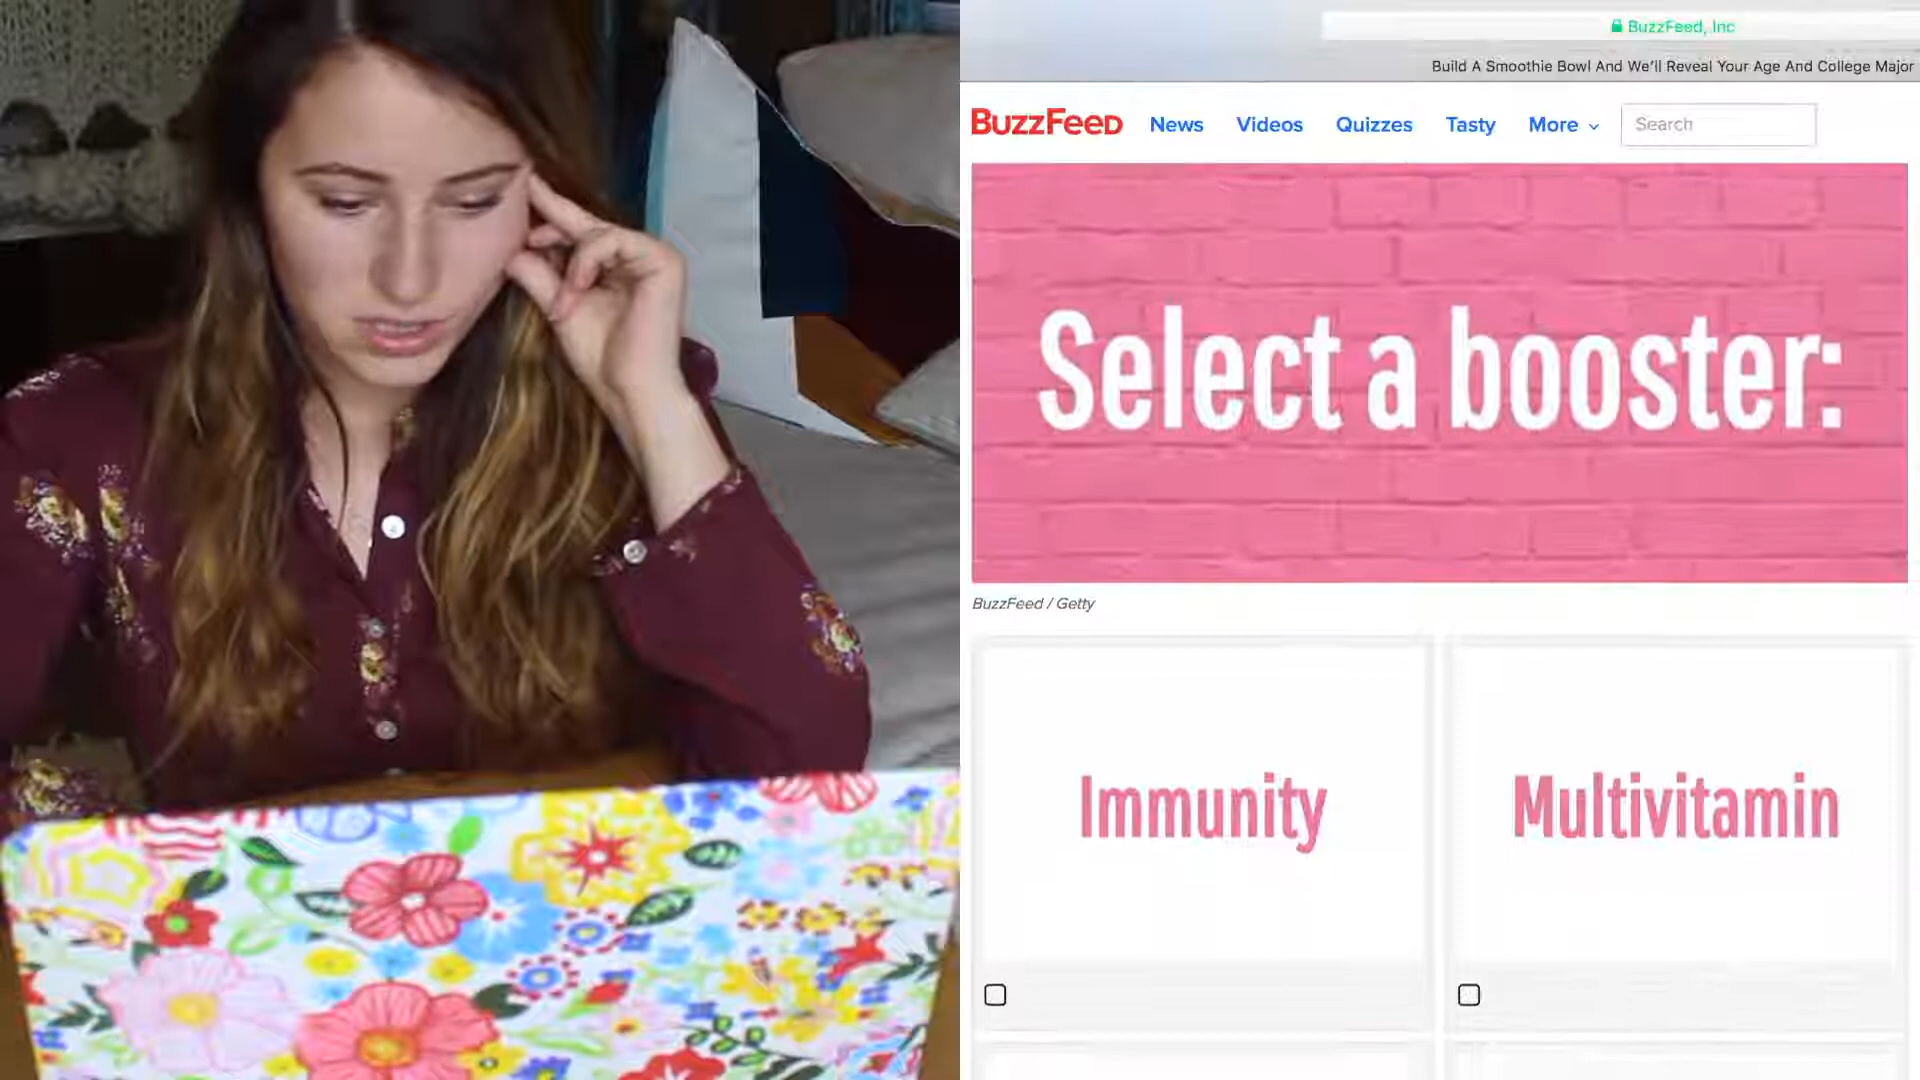 BuzzFeed, Inc
Build A Smoothie Bowl And We'll Reveal Your Age And College Major
BuzzFeeD News Videos Quizzes Tasty More Search
Select a booster:
BuzzFeed / Getty
Immunity Multivitamin